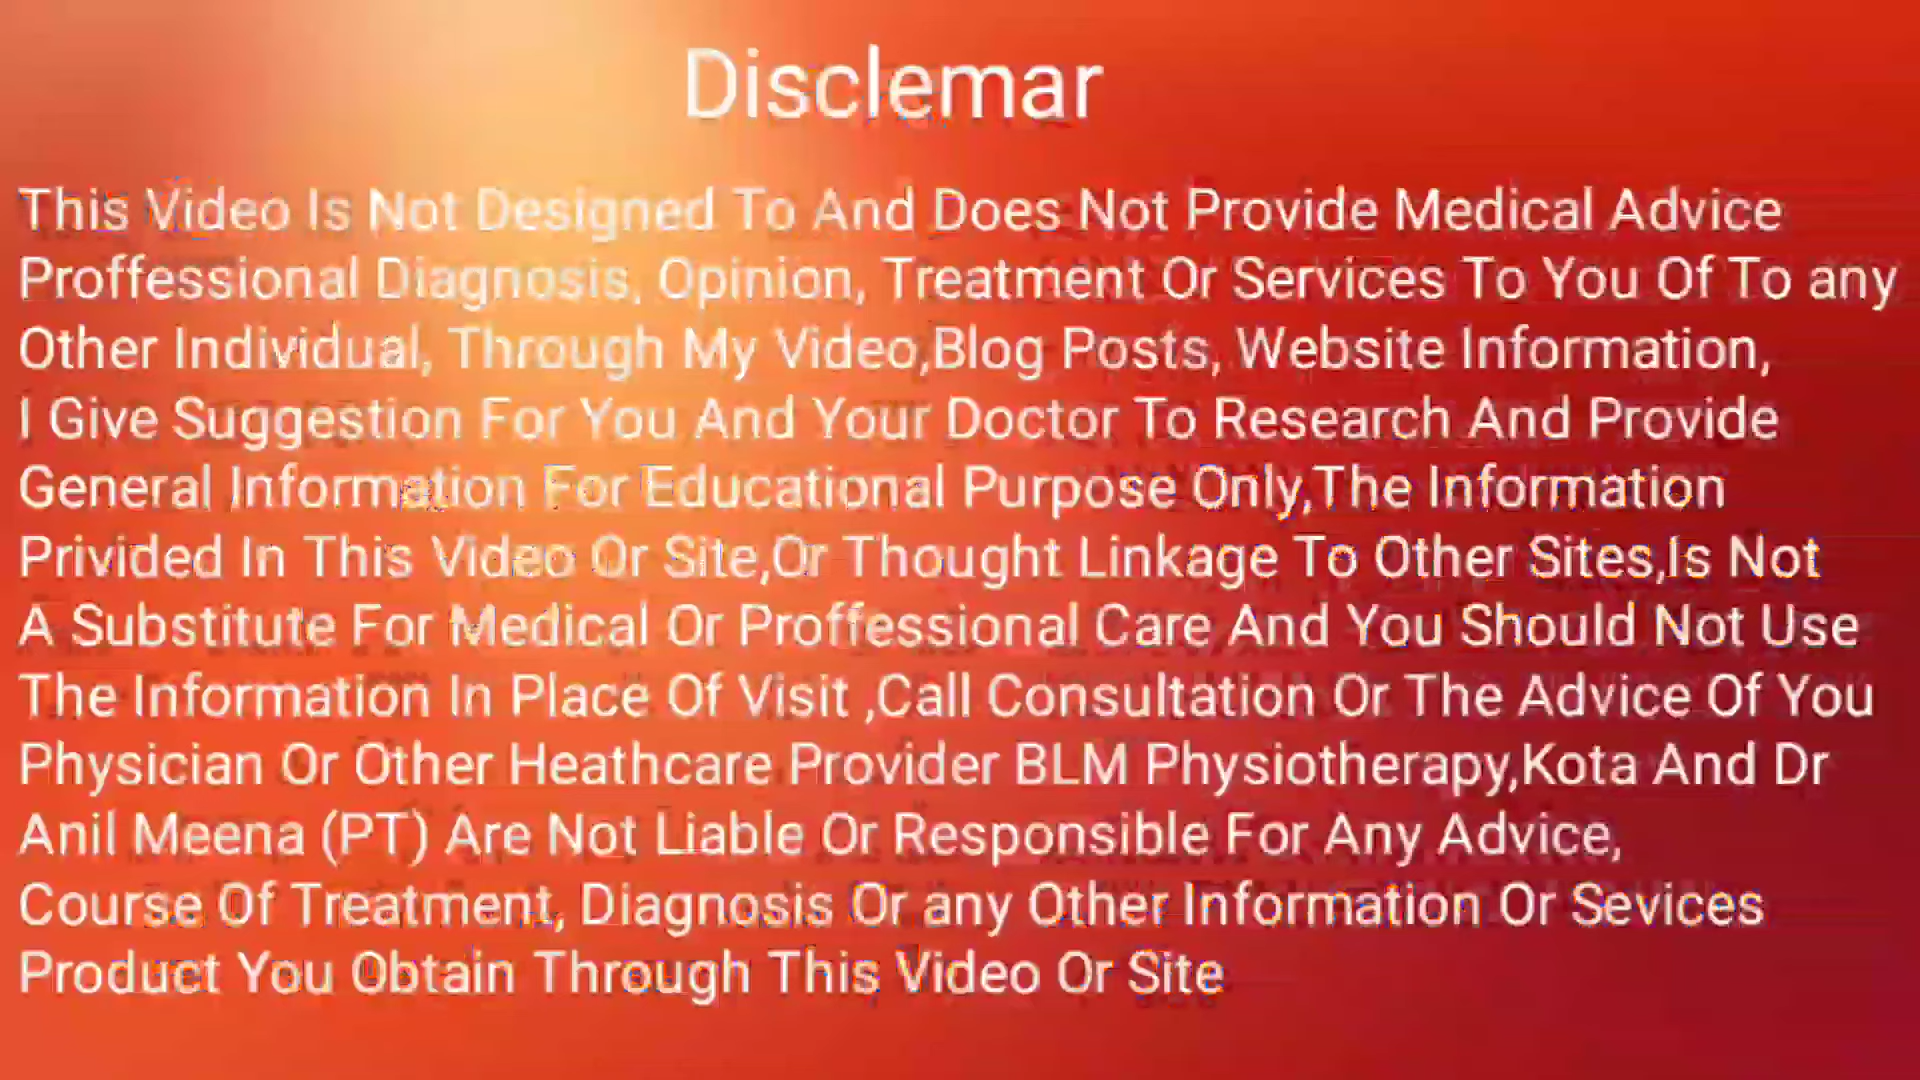 Disclemar
This Video Is Not Designed To And Does Not Provide Medical Advice
Proffessional Diagnosis, Opinion, Treatment Or Services To You Of To any
Other Individual, Through My Video,Blog Posts, Website Information,
I Give Suggestion For You And Your Doctor To Research And Provide
General Information For Educational Purpose Only,The Information
Privided In This Video Or Site,Or Thought Linkage To Other Sites,Is Not
A Substitute For Medical Or Proffessional Care And You Should Not Use
The Information In Place Of Visit ,Call Consultation Or The Advice Of You
Physician Or Other Heathcare Provider BLM Physiotherapy,Kota And Dr
Anil Meena (PT) Are Not Liable Or Responsible For Any Advice,
Course Of Treatment, Diagnosis Or any Other Information Or Sevices
Product You Obtain Through This Video Or Site